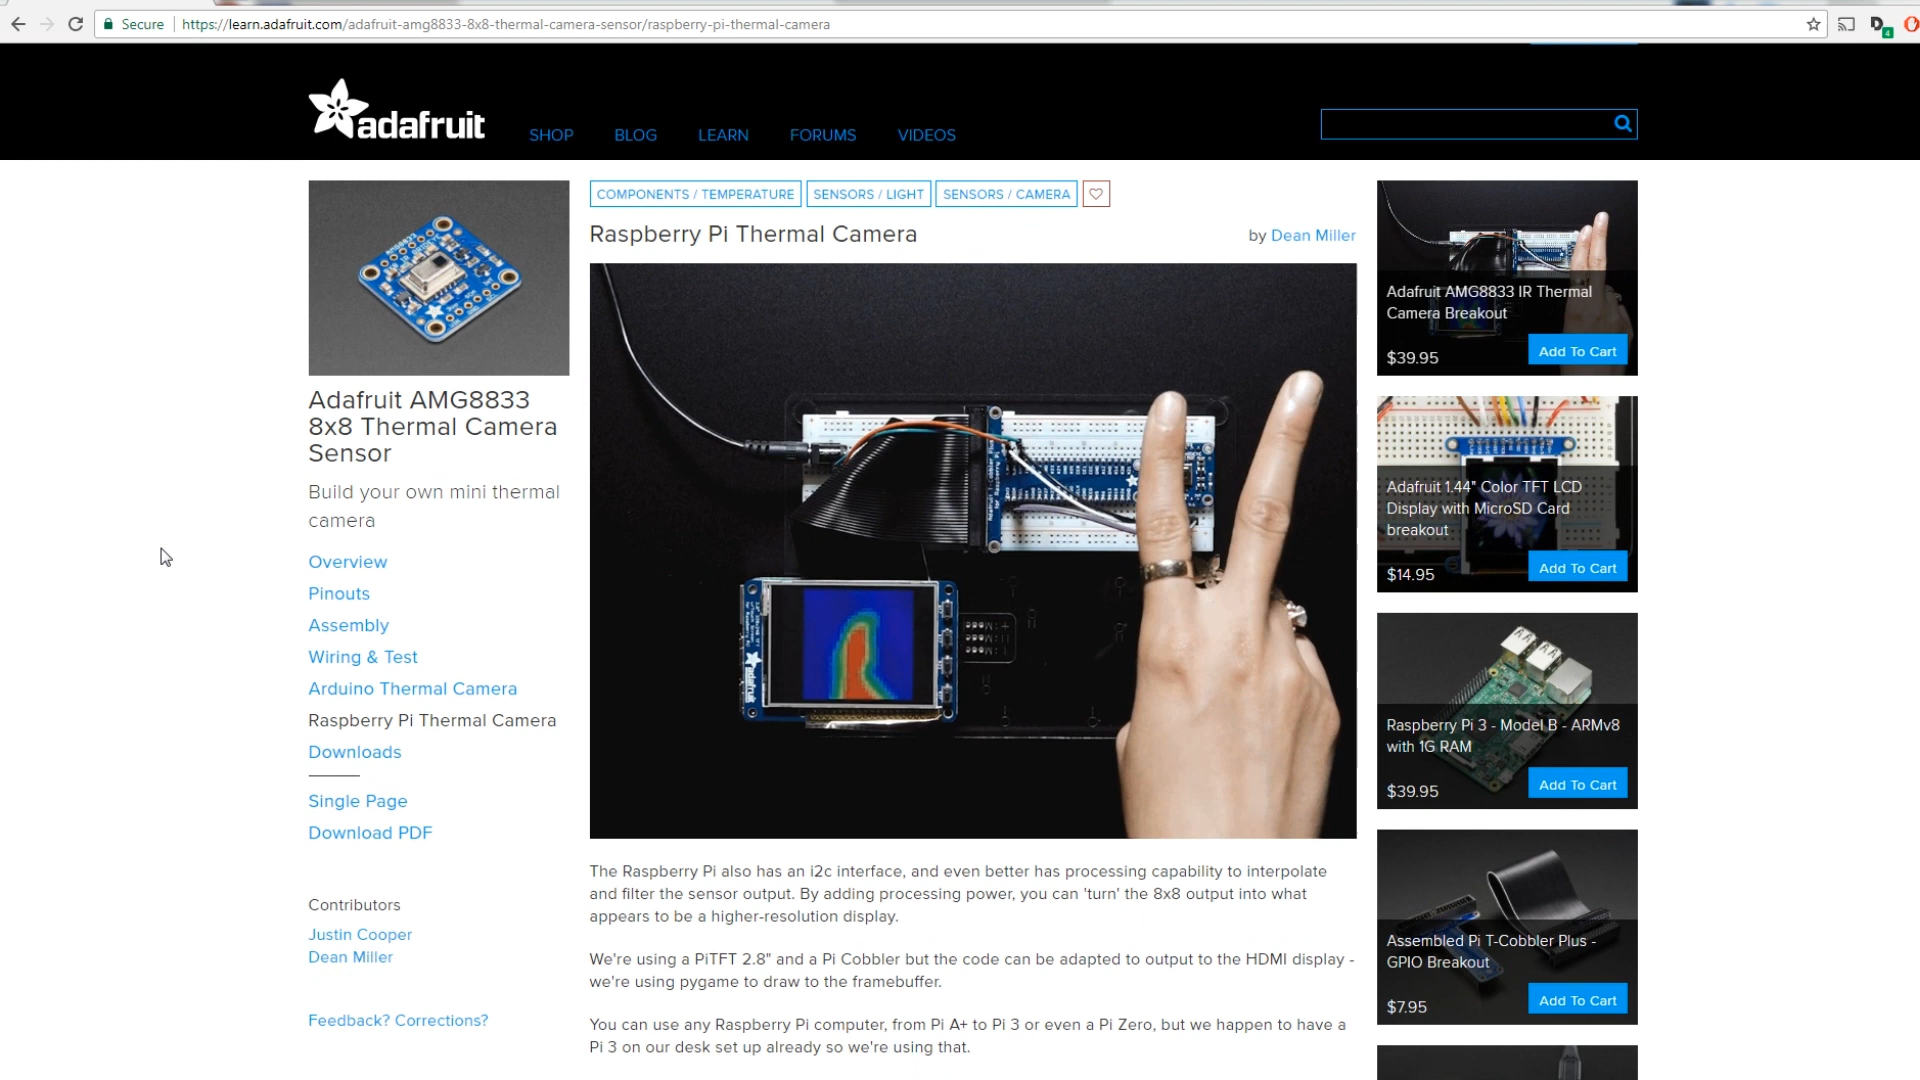 Secure
https://learn.adafruit.com/adafruit-amg8833-8x8-thermal-camera-sensor/raspberry-pi-thermal-camera
4
adafruit
SHOP
BLOG
LEARN
FORUMS
VIDEOS
AMG8833
Adafruit AMG8833
8x8 Thermal Camera
Sensor
Build your own mini thermal
camera
Overview
Pinouts
Assembly
Wiring & Test
Arduino Thermal Camera
Raspberry Pi Thermal Camera
Downloads
Single Page
Download PDF
Contributors
Justin Cooper
Dean Miller
Feedback? Corrections?
COMPONENTS / TEMPERATURE
SENSORS / LIGHT
SENSORS / CAMERA
Raspberry Pi Thermal Camera
by Dean Miller
Adafruit T-Cobbler Plus
for Raspberry Pi
adafruit
The Raspberry Pi also has an i2c interface, and even better has processing capability to interpolate
and filter the sensor output. By adding processing power, you can 'turn' the 8x8 output into what
appears to be a higher-resolution display.
We're using a PiTFT 2.8" and a Pi Cobbler but the code can be adapted to output to the HDMI display -
we're using pygame to draw to the framebuffer.
You can use any Raspberry Pi computer, from Pi A+ to Pi 3 or even a Pi Zero, but we happen to have a
Pi 3 on our desk set up already so we're using that.
Adafruit AMG8833 IR Thermal
Camera Breakout
$39.95
Add To Cart
Adafruit 1.44" Color TFT LCD
Display with MicroSD Card
breakout
$14.95
Add To Cart
Raspberry Pi 3 - Model B - ARMv8
with 1G RAM
$39.95
Add To Cart
Assembled Pi T-Cobbler Plus -
GPIO Breakout
$7.95
Add To Cart